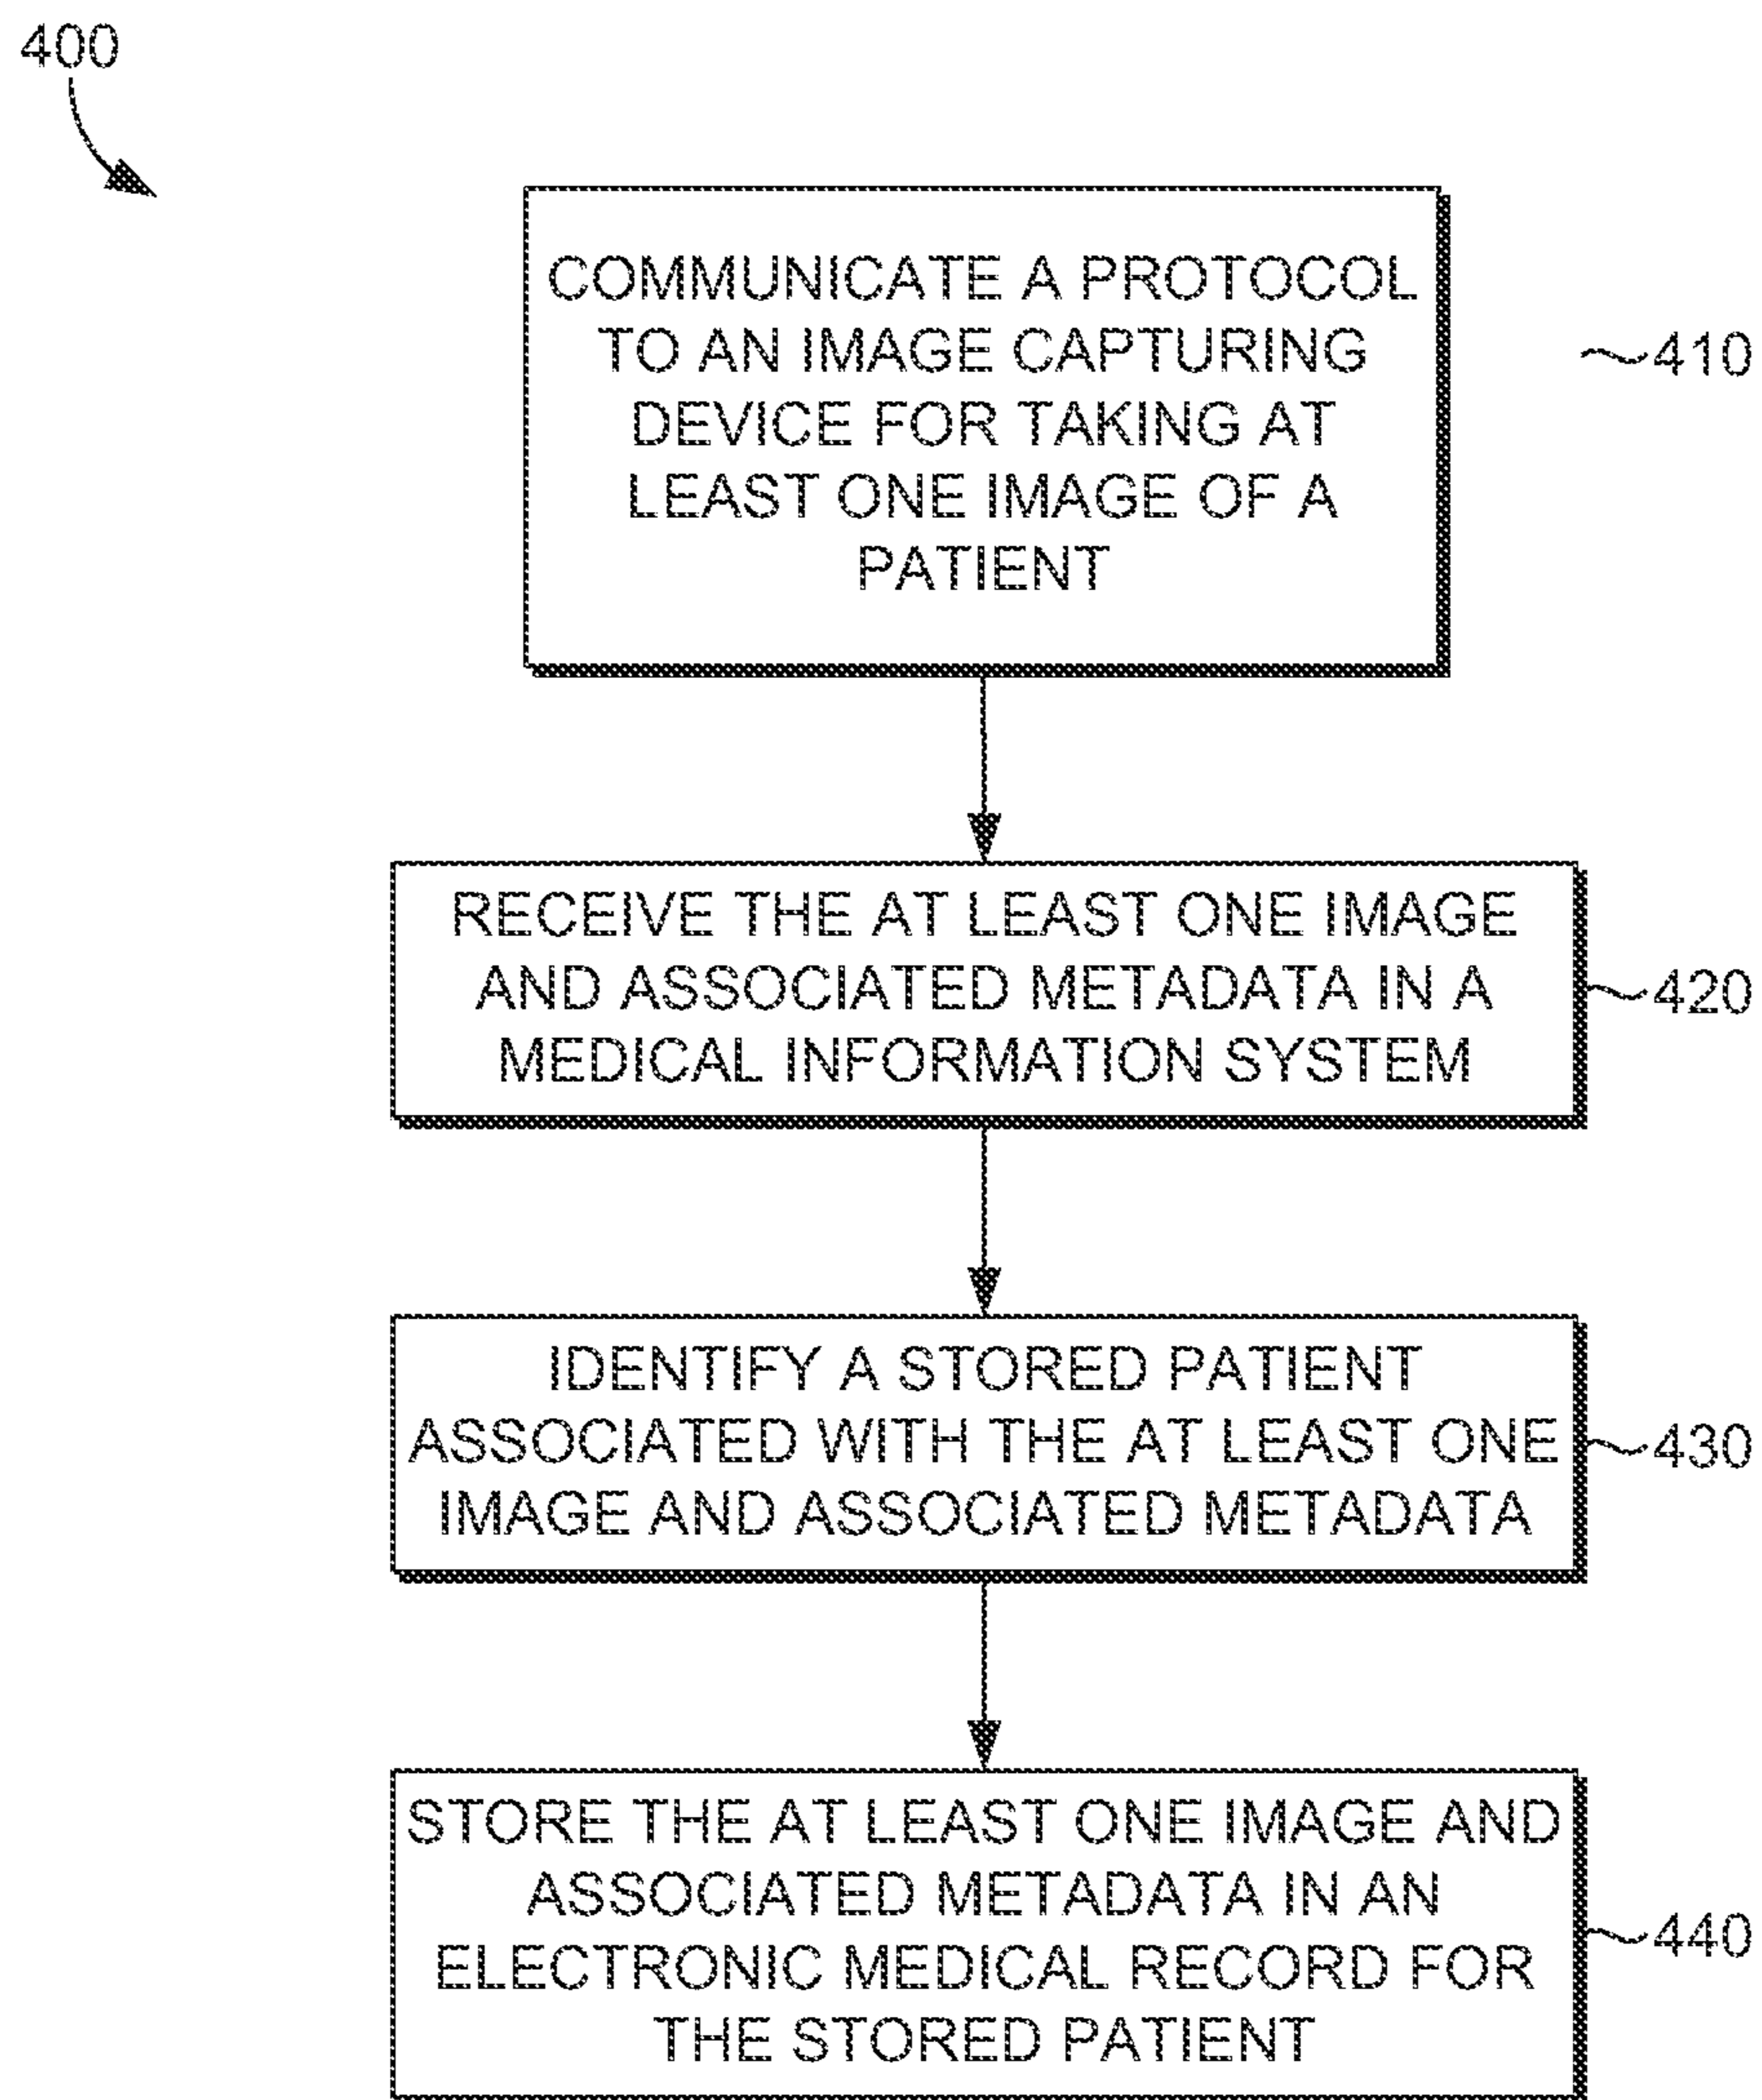 400
COMMUNICATE A PROTOCOL
TO AN IMAGE CAPTURING
DEVICE FOR TAKING AT
LEAST ONE IMAGE OF A
PATIENT
410
RECEIVE THE AT LEAST ONE IMAGE
AND ASSOCIATED METADATA IN A
MEDICAL INFORMATION SYSTEM
420
IDENTIFY A STORED PATIENT
ASSOCIATED WITH THE AT LEAST ONE
IMAGE AND ASSOCIATED METADATA
430
STORE THE AT LEAST ONE IMAGE AND
ASSOCIATED METADATA IN AN
ELECTRONIC MEDICAL RECORD FOR
THE STORED PATIENT
440